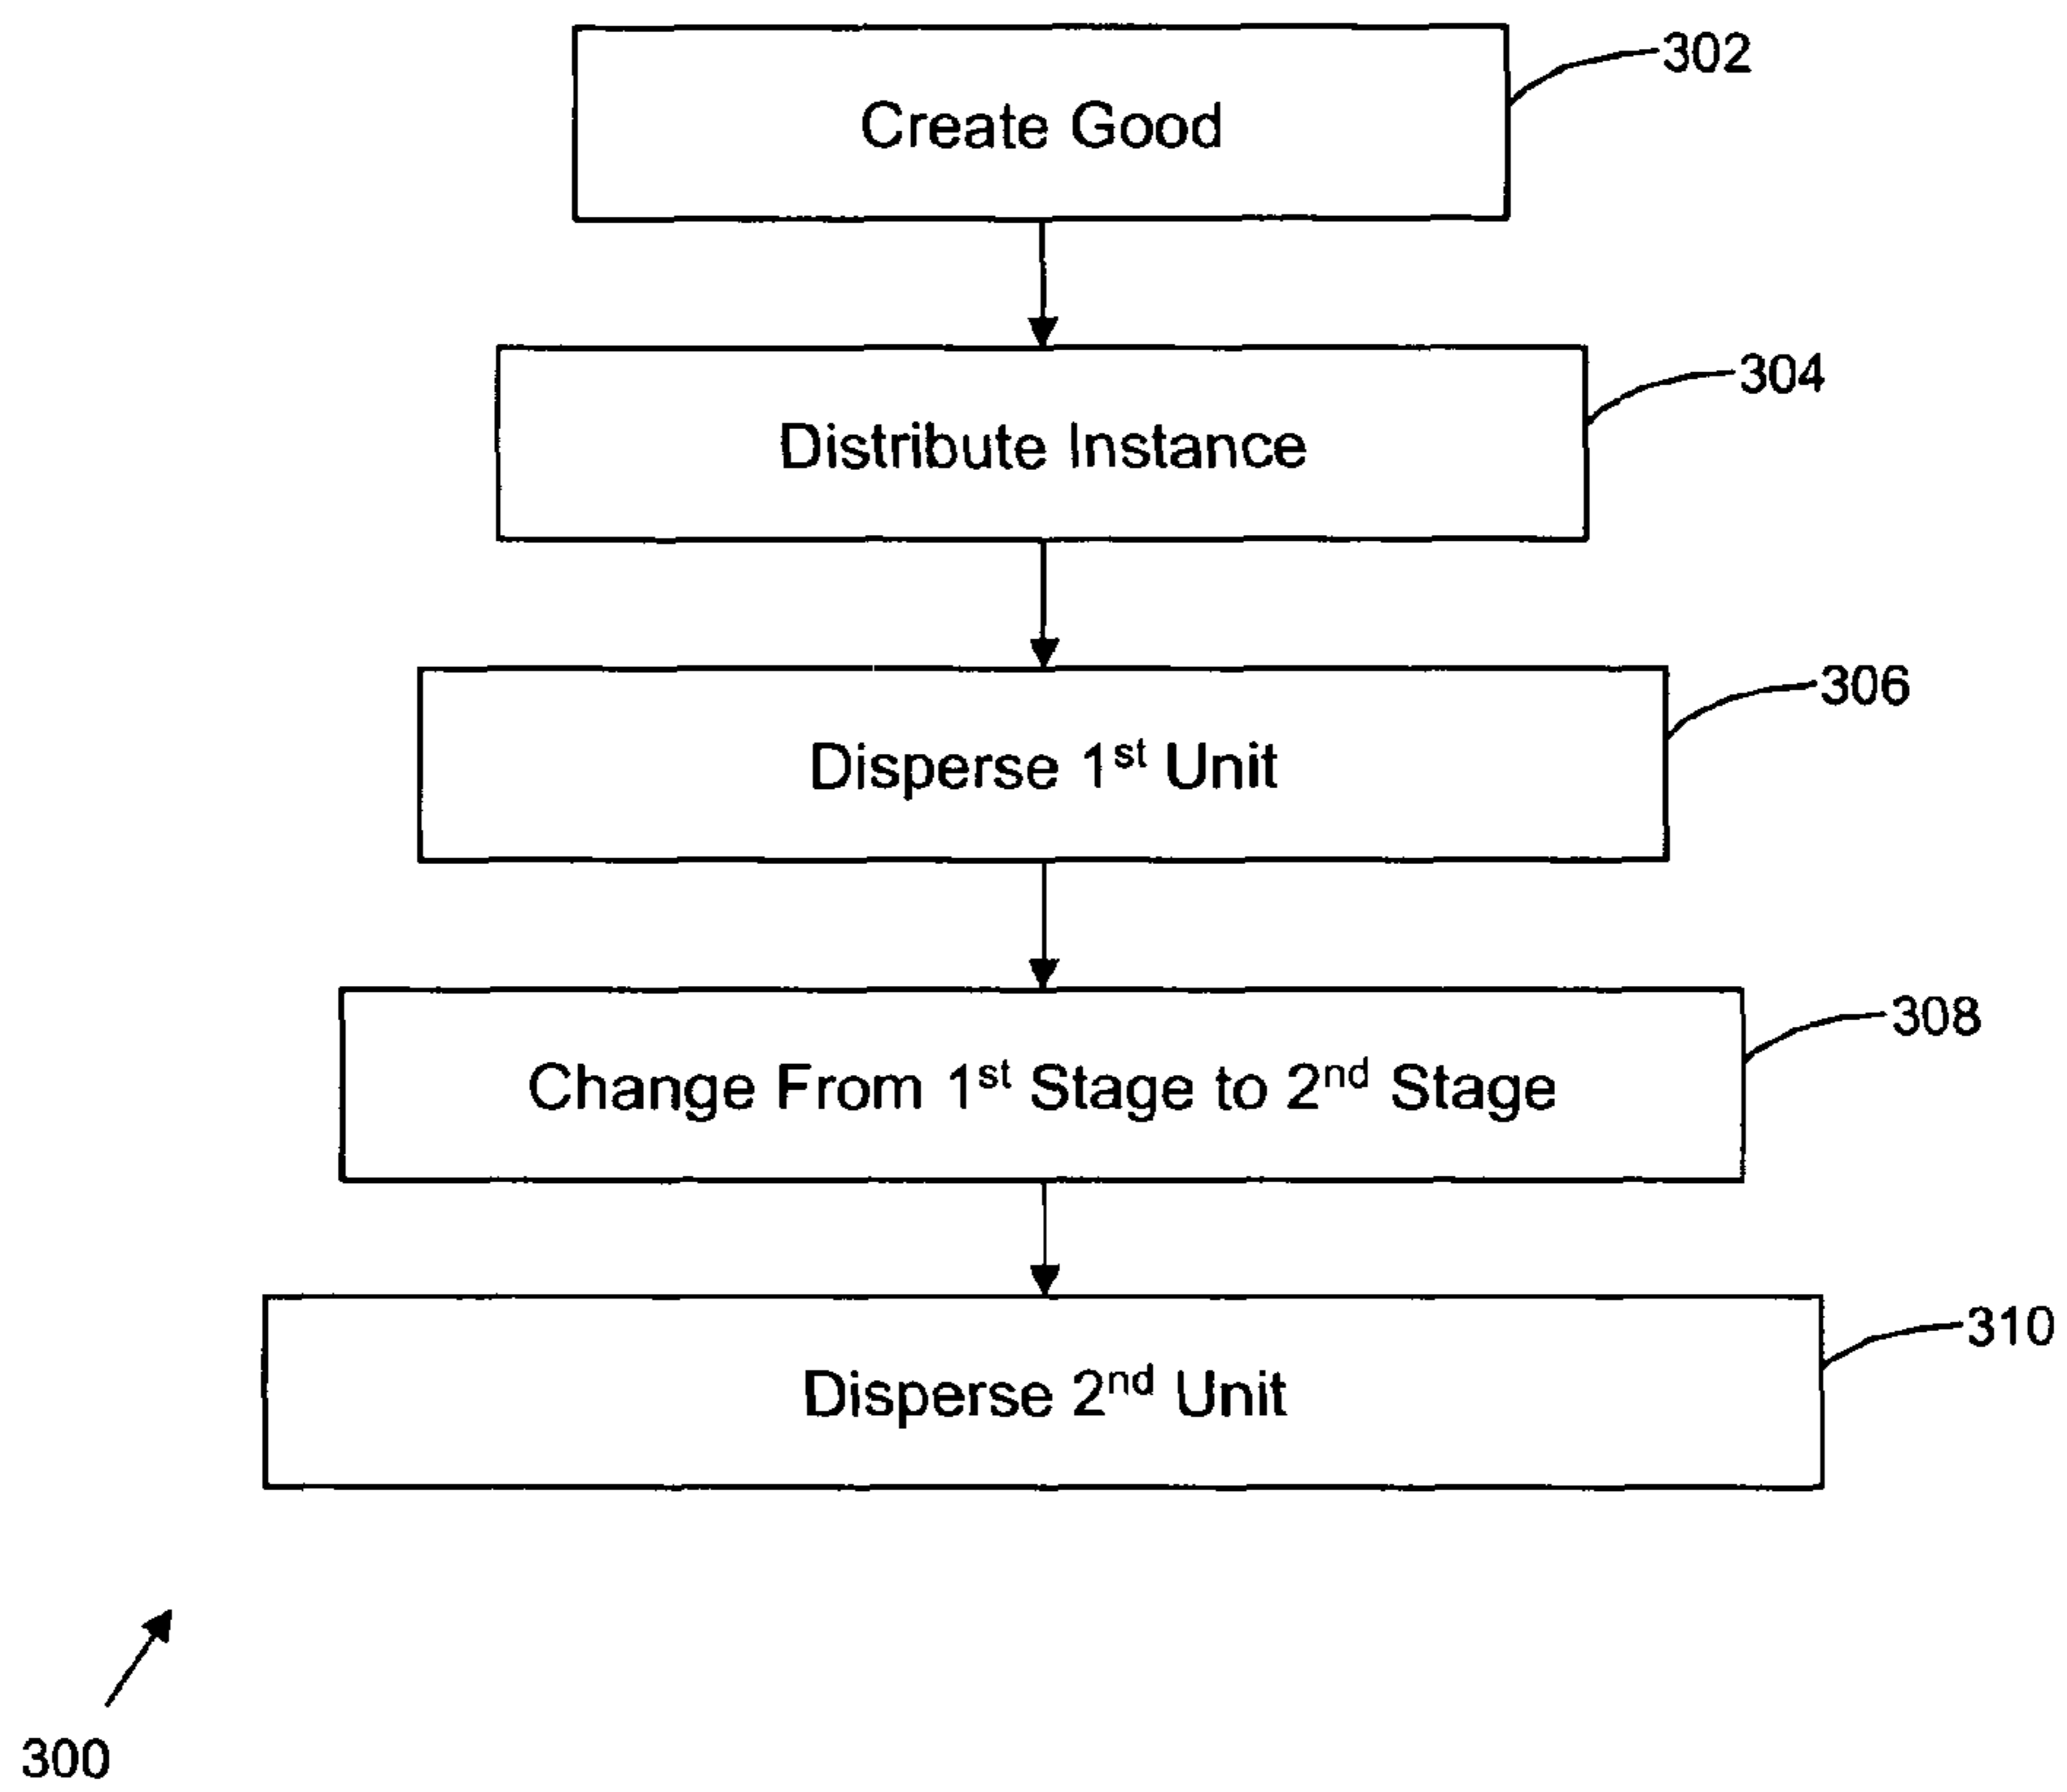 302
Create Good
304
Distribute Instance
306
Disperse 1st Unit
308
Change From 1st Stage to 2nd Stage
310
Disperse 2nd Unit
300